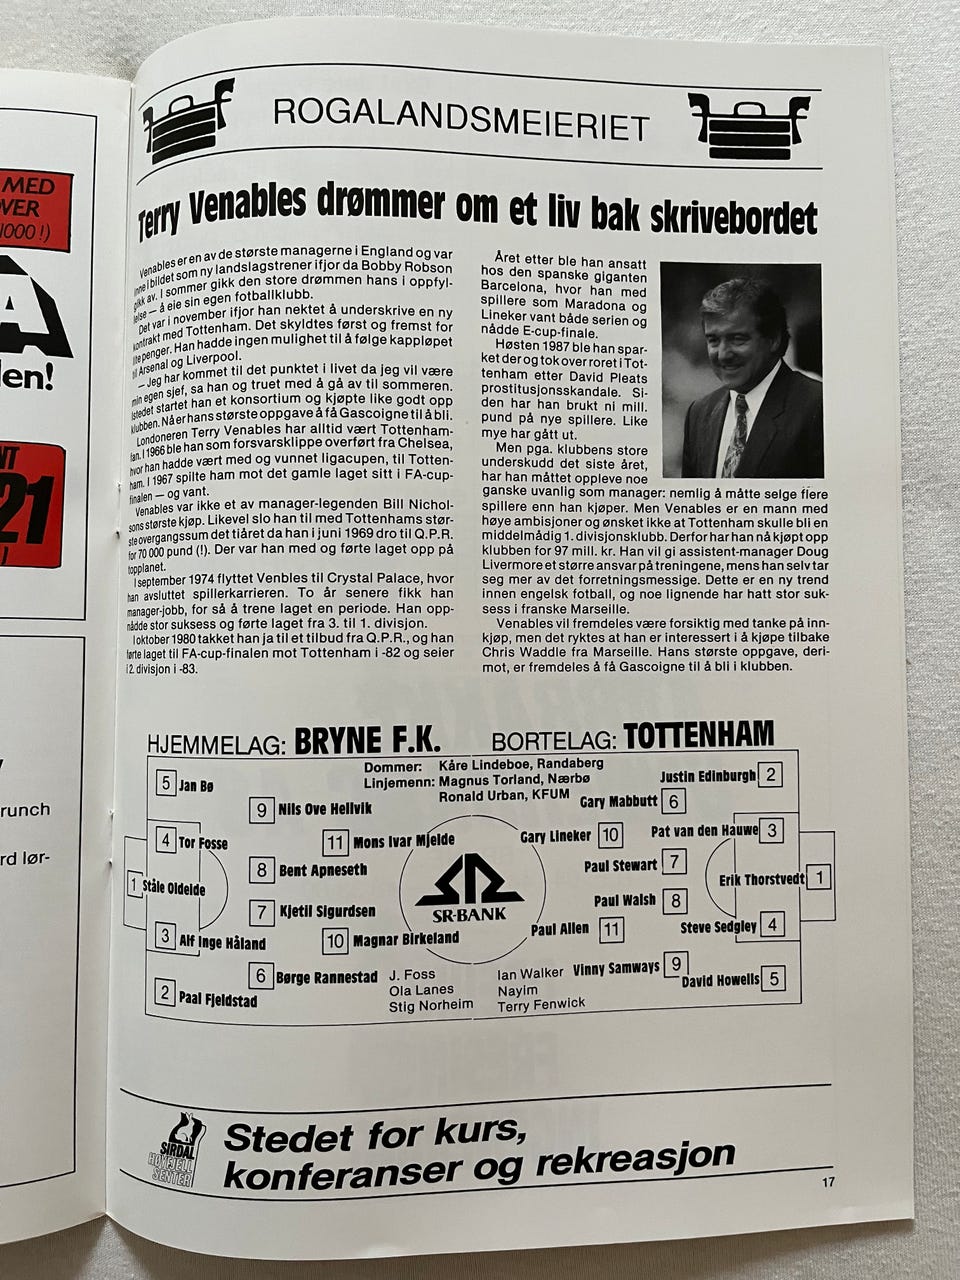 MED
VER
1000 !)
A
len!
NT
21
runch
rd lør-
ROGALANDSMEIERIET
Terry Venables drømmer om et liv bak skrivebordet
Venables er en av de største managerne i England og var
inne i bildet som ny landslagstrener ifjor da Bobby Robson
gikk av. I sommer gikk den store drømmen hans i oppfyl-
lelse — å eie sin egen fotballklubb.
Det var i november ifjor han nektet å underskrive en ny
kontrakt med Tottenham. Det skyldtes først og fremst for
lite penger. Han hadde ingen mulighet til å følge kappløpet
til Arsenal og Liverpool.
— Jeg har kommet til det punktet i livet da jeg vil være
min egen sjef, sa han og truet med å gå av til sommeren.
Istedet startet han et konsortium og kjøpte like godt opp
klubben. Nå er hans største oppgave å få Gascoigne til å bli.
Londoneren Terry Venables har alltid vært Tottenham-
fan. I 1966 ble han som forsvarsklippe overført fra Chelsea,
hvor han hadde vært med og vunnet ligacupen, til Totten-
ham. I 1967 spilte ham mot det gamle laget sitt i FA-cup-
finalen — og vant.
Venables var ikke et av manager-legenden Bill Nichol-
sons største kjøp. Likevel slo han til med Tottenhams stør-
ste overgangssum det tiåret da han i juni 1969 dro til Q.P.R.
for 70 000 pund (!). Der var han med og førte laget opp på
topplanet.
I september 1974 flyttet Venbles til Crystal Palace, hvor
han avsluttet spillerkarrieren. To år senere fikk han
manager-jobb, for så å trene laget en periode. Han opp-
nådde stor suksess og førte laget fra 3. til 1. divisjon.
I oktober 1980 takket han ja til et tilbud fra Q.P.R., og han
førte laget til FA-cup-finalen mot Tottenham i -82 og seier
i 2. divisjon i -83.
Året etter ble han ansatt
hos den spanske giganten
Barcelona, hvor han med
spillere som Maradona og
Lineker vant både serien og
nådde E-cup-finale.
Høsten 1987 ble han spar-
ket der og tok over roret i Tot-
tenham etter David Pleats
prostitusjonsskandale. Si-
den har han brukt ni mill.
pund på nye spillere. Like
mye har gått ut.
Men pga. klubbens store
underskudd det siste året,
har han måttet oppleve noe
ganske uvanlig som manager: nemlig å måtte selge flere
spillere enn han kjøper. Men Venables er en mann med
høye ambisjoner og ønsket ikke at Tottenham skulle bli en
middelmådig 1. divisjonsklubb. Derfor har han nå kjøpt opp
klubben for 97 mill. kr. Han vil gi assistent-manager Doug
Livermore et større ansvar på treningene, mens han selv tar
seg mer av det forretningsmessige. Dette er en ny trend
innen engelsk fotball, og noe lignende har hatt stor suk-
sess i franske Marseille.
Venables vil fremdeles være forsiktig med tanke på inn-
kjøp, men det ryktes at han er interessert i å kjøpe tilbake
Chris Waddle fra Marseille. Hans største oppgave, deri-
mot, er fremdeles å få Gascoigne til å bli i klubben.
HJEMMELAG: BRYNE F.K. BORTELAG: TOTTENHAM
Dommer: Kåre Lindeboe, Randaberg
Linjemenn: Magnus Torland, Nærbø
Ronald Urban, KFUM
5 Jan Bø
9 Nils Ove Hellvik
4 Tor Fosse
11 Mons Ivar Mjelde
8 Bent Apneseth
1 Ståle Oldeide
7 Kjetil Sigurdsen
3 Alf Inge Håland
10 Magnar Birkeland
6 Børge Rannestad
2 Paal Fjeldstad
J. Foss
Ola Lanes
Stig Norheim
SR-BANK
Justin Edinburgh 2
Gary Mabbutt 6
Gary Lineker 10
Pat van den Hauwe 3
Paul Stewart 7
Erik Thorstvedt 1
Paul Walsh 8
Paul Allen 11
Steve Sedgley 4
Vinny Samways 9
David Howells 5
Ian Walker
Nayim
Terry Fenwick
SIRDAL
HØYFJELL
SENTER
Stedet for kurs,
konferanser og rekreasjon
17